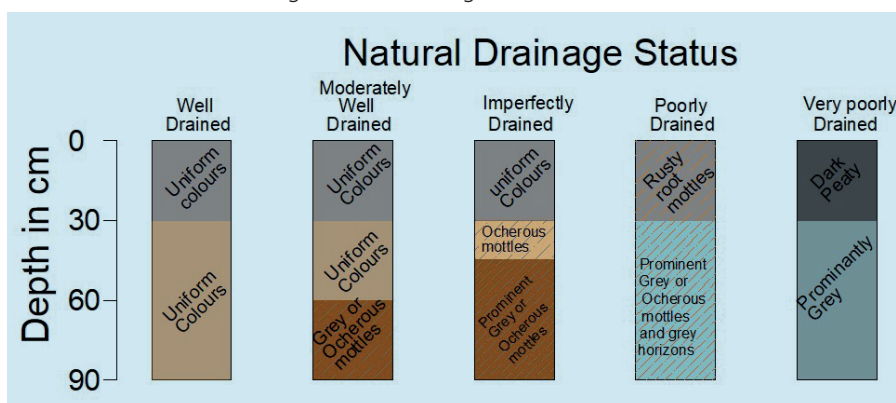 Natural Drainage Status
Well
Drained
Moderately
Well
Drained
Imperfectly
Drained
Poorly
Drained
Very poorly
Drained
Depth in cm
0
30
60
90
Uniform
colours
Uniform
Colours
Uniform
Colours
Uniform
Colours
Grey or
Ocherous
mottles
uniform
Colours
Ocherous
mottles
Prominent
Grey or
Ocherous
mottles
Rusty
root
mottles
Prominent
Grey or
Ocherous
mottles
and grey
horizons
Dark
Peaty
Prominantly
Grey